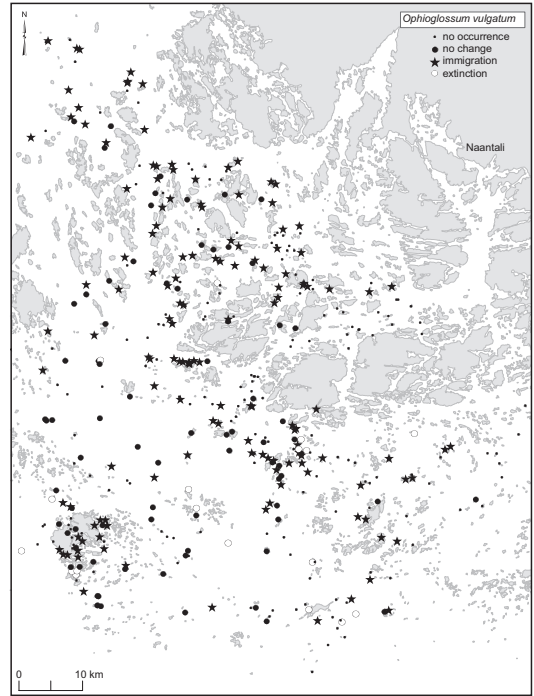 N
Ophioglossum vulgatum
no occurrence
no change
immigration
extinction
Naantali
0 10 km